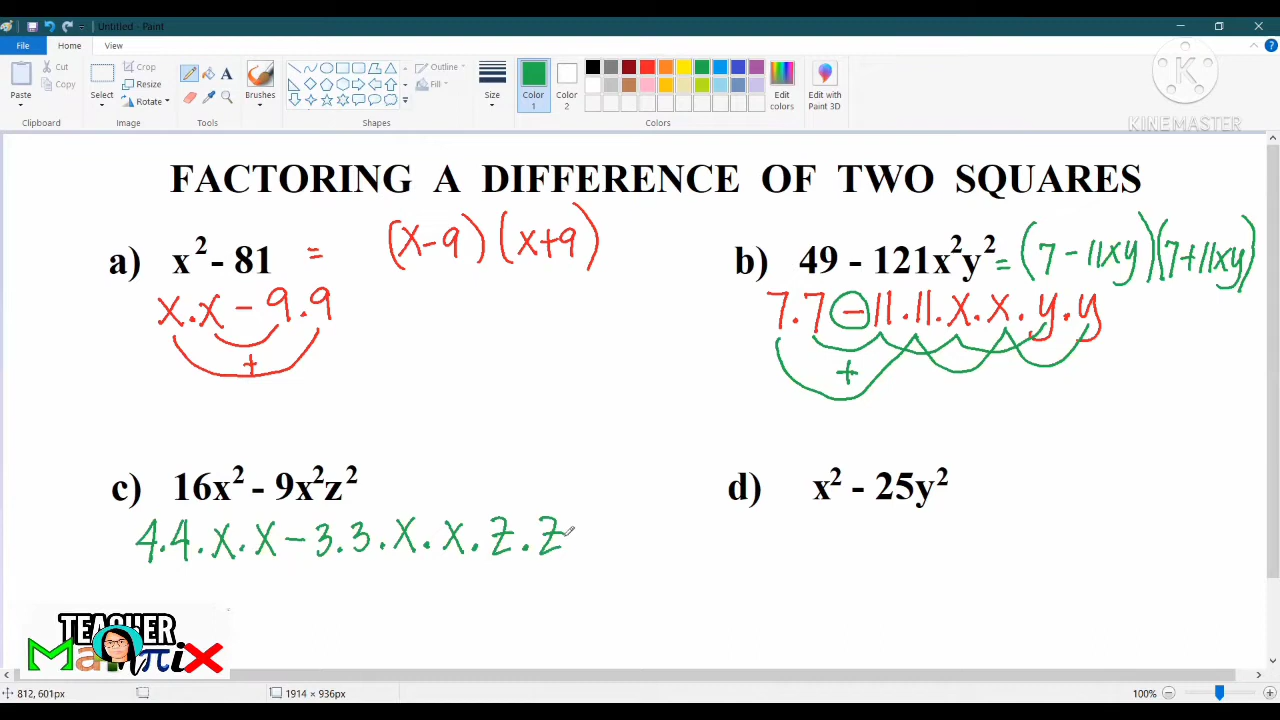 Untitled - Paint
File Home View
Paste
Cut
Copy
Clipboard
Select
Crop
Resize
Rotate
Image
Tools
Brushes
Outline
Fill
Shapes
Size
Color 1
Color 2
Edit colors
Edit with Paint 3D
Colors
K
KINEMASTER
FACTORING A DIFFERENCE OF TWO SQUARES
a) x² - 81 = (x-9)(x+9)
x.x - 9.9
+
b) 49 - 121x²y² = (7-11xy)(7+11xy)
7.7 - 11.11.x.x.y.y
+
c) 16x² - 9x²z²
4.4.x.x - 3.3.x.x.z.z
d) x² - 25y²
TEACHER
MaTπix
812, 601px
1914 × 936px
100%